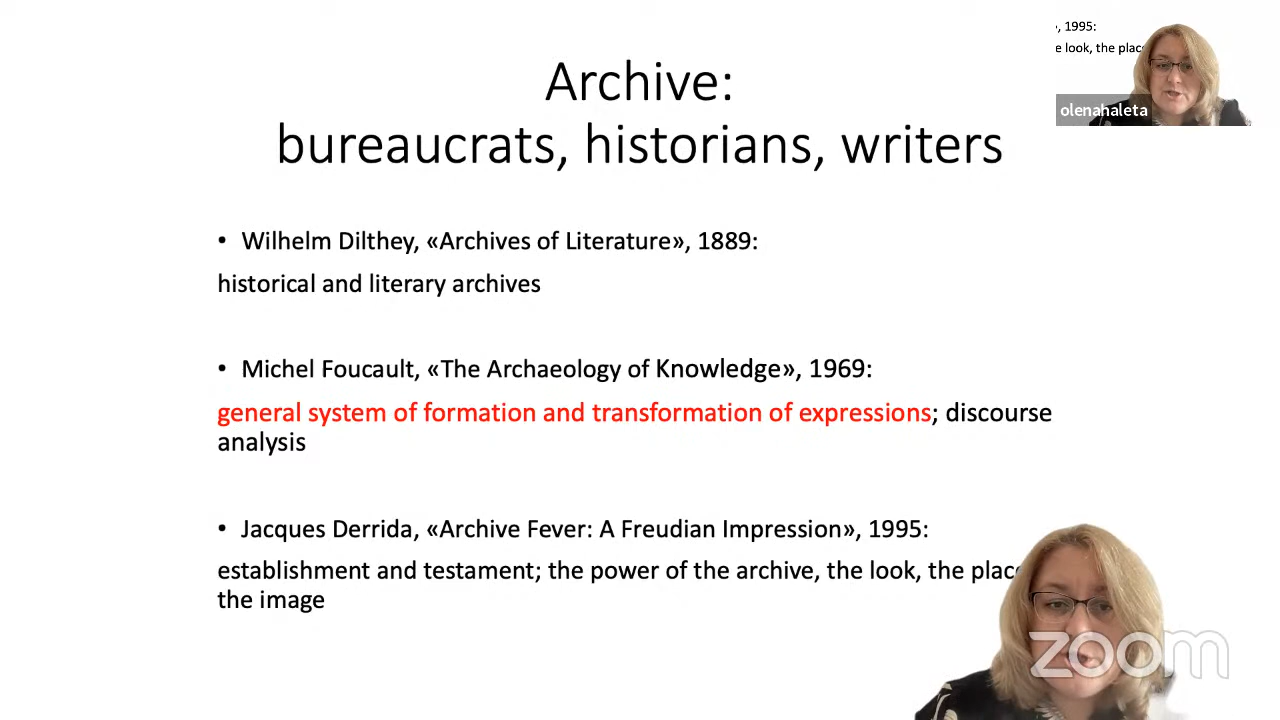 Archive:
bureaucrats, historians, writers
, 1995:
e look, the plac
olenahaleta
• Wilhelm Dilthey, «Archives of Literature», 1889:
historical and literary archives
• Michel Foucault, «The Archaeology of Knowledge», 1969:
general system of formation and transformation of expressions; discourse
analysis
• Jacques Derrida, «Archive Fever: A Freudian Impression», 1995:
establishment and testament; the power of the archive, the look, the place
the image
zoom